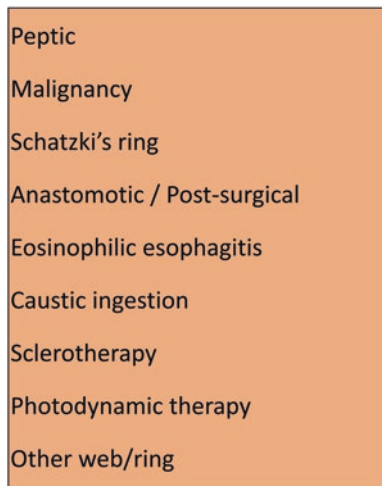 Peptic
Malignancy
Schatzki’s ring
Anastomotic / Post-surgical
Eosinophilic esophagitis
Caustic ingestion
Sclerotherapy
Photodynamic therapy
Other web/ring